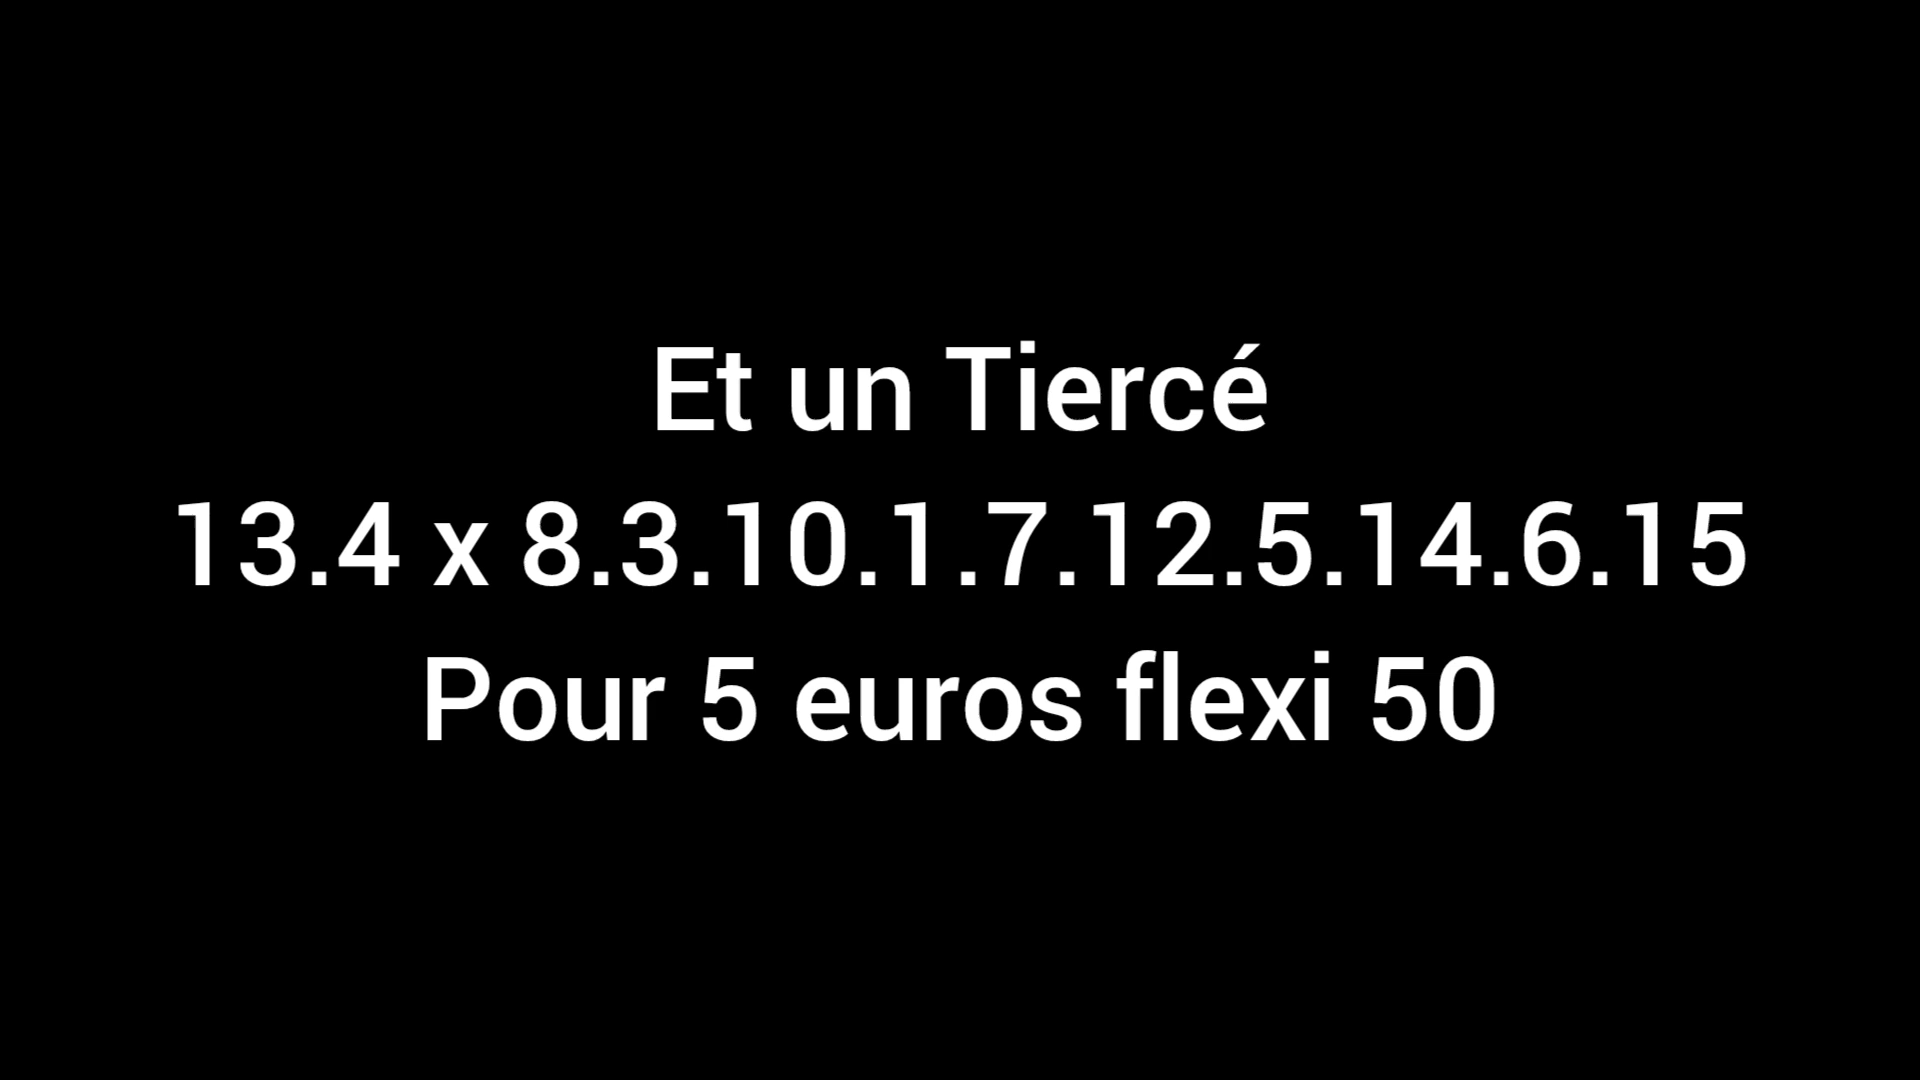 Et un Tiercé
13.4 x 8.3.10.1.7.12.5.14.6.15
Pour 5 euros flexi 50